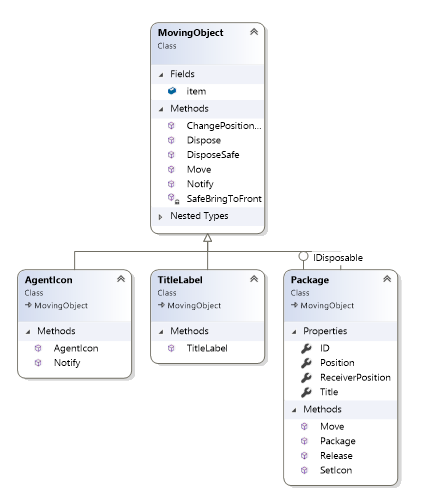 MovingObject
Class
Fields
item
Methods
ChangePosition...
Dispose
DisposeSafe
Move
Notify
SafeBringToFront
Nested Types
IDisposable
AgentIcon
Class
MovingObject
Methods
AgentIcon
Notify
TitleLabel
Class
MovingObject
Methods
TitleLabel
Package
Class
MovingObject
Properties
ID
Position
ReceiverPosition
Title
Methods
Move
Package
Release
SetIcon